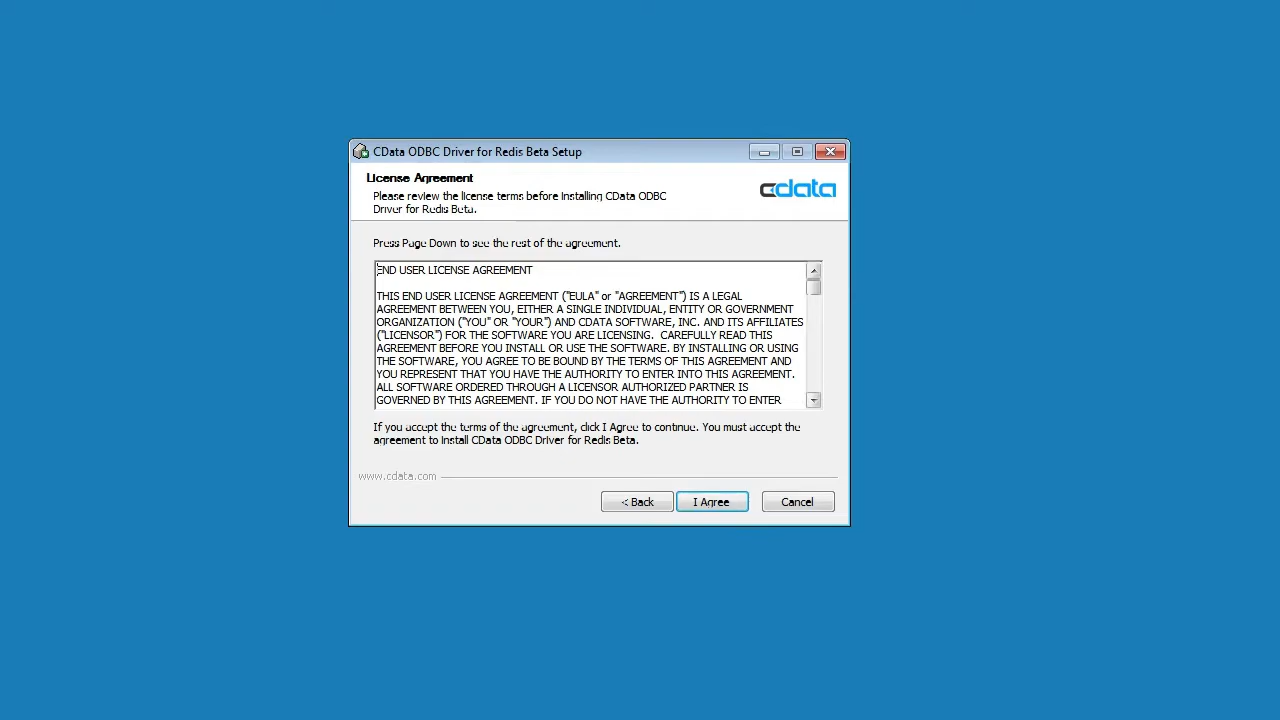 CData ODBC Driver for Redis Beta Setup
License Agreement
Please review the license terms before installing CData ODBC
Driver for Redis Beta.
cdata
Press Page Down to see the rest of the agreement.
END USER LICENSE AGREEMENT
THIS END USER LICENSE AGREEMENT ("EULA" or "AGREEMENT") IS A LEGAL
AGREEMENT BETWEEN YOU, EITHER A SINGLE INDIVIDUAL, ENTITY OR GOVERNMENT
ORGANIZATION ("YOU" OR "YOUR") AND CDATA SOFTWARE, INC. AND ITS AFFILIATES
("LICENSOR") FOR THE SOFTWARE YOU ARE LICENSING.  CAREFULLY READ THIS
AGREEMENT BEFORE YOU INSTALL OR USE THE SOFTWARE. BY INSTALLING OR USING
THE SOFTWARE, YOU AGREE TO BE BOUND BY THE TERMS OF THIS AGREEMENT AND
YOU REPRESENT THAT YOU HAVE THE AUTHORITY TO ENTER INTO THIS AGREEMENT.
ALL SOFTWARE ORDERED THROUGH A LICENSOR AUTHORIZED PARTNER IS
GOVERNED BY THIS AGREEMENT. IF YOU DO NOT HAVE THE AUTHORITY TO ENTER
If you accept the terms of the agreement, click I Agree to continue. You must accept the
agreement to install CData ODBC Driver for Redis Beta.
www.cdata.com
< Back
I Agree
Cancel